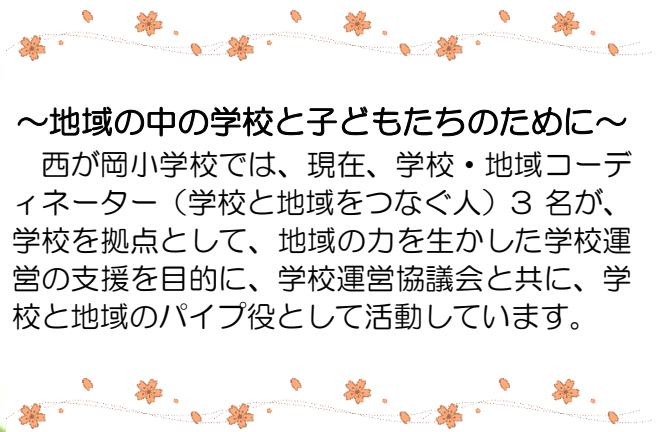 ～地域の中の学校と子どもたちのために～
　西が岡小学校では、現在、学校・地域コーデ
ィネーター（学校と地域をつなぐ人）3 名が、
学校を拠点として、地域の力を生かした学校運
営の支援を目的に、学校運営協議会と共に、学
校と地域のパイプ役として活動しています。